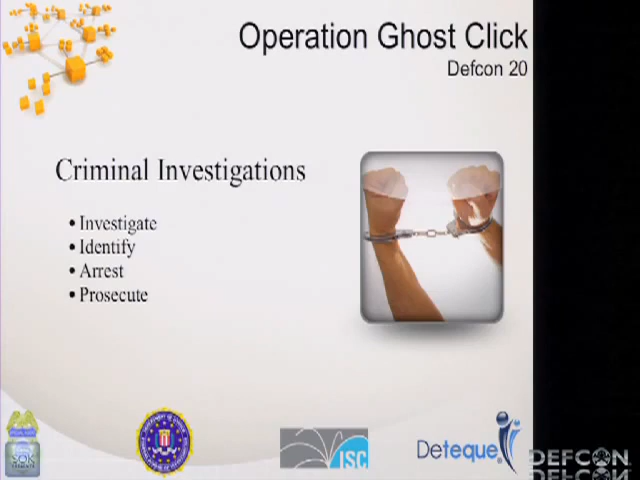 Operation Ghost Click
Defcon 20
Criminal Investigations
• Investigate
• Identify
• Arrest
• Prosecute
ISC
Deteque
DEFCON